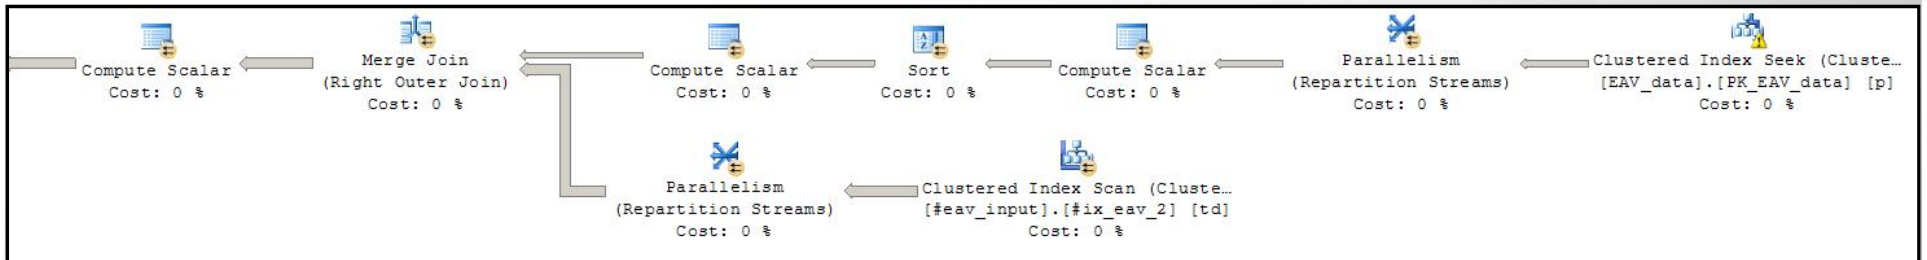 Compute Scalar
Cost: 0 %
Merge Join
(Right Outer Join)
Cost: 0 %
Compute Scalar
Cost: 0 %
Sort
Cost: 0 %
Compute Scalar
Cost: 0 %
Parallelism
(Repartition Streams)
Cost: 0 %
Clustered Index Seek (Cluste…
[EAV_data].[PK_EAV_data] [p]
Cost: 0 %
Parallelism
(Repartition Streams)
Cost: 0 %
Clustered Index Scan (Cluste…
[#eav_input].[#ix_eav_2] [td]
Cost: 0 %